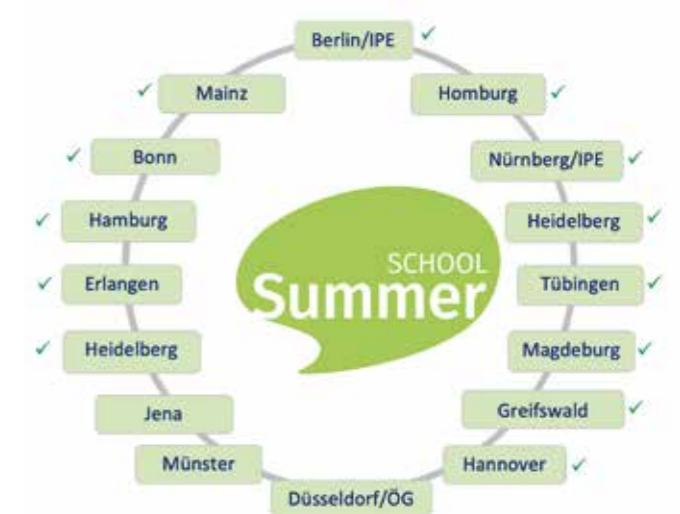 Berlin/IPE ✓
✓ Mainz
Homburg ✓
✓ Bonn
Nürnberg/IPE ✓
✓ Hamburg
Heidelberg ✓
SCHOOL
Summer
✓ Erlangen
Tübingen ✓
✓ Heidelberg
Magdeburg ✓
Jena
Greifswald ✓
Münster
Hannover ✓
Düsseldorf/ÖG